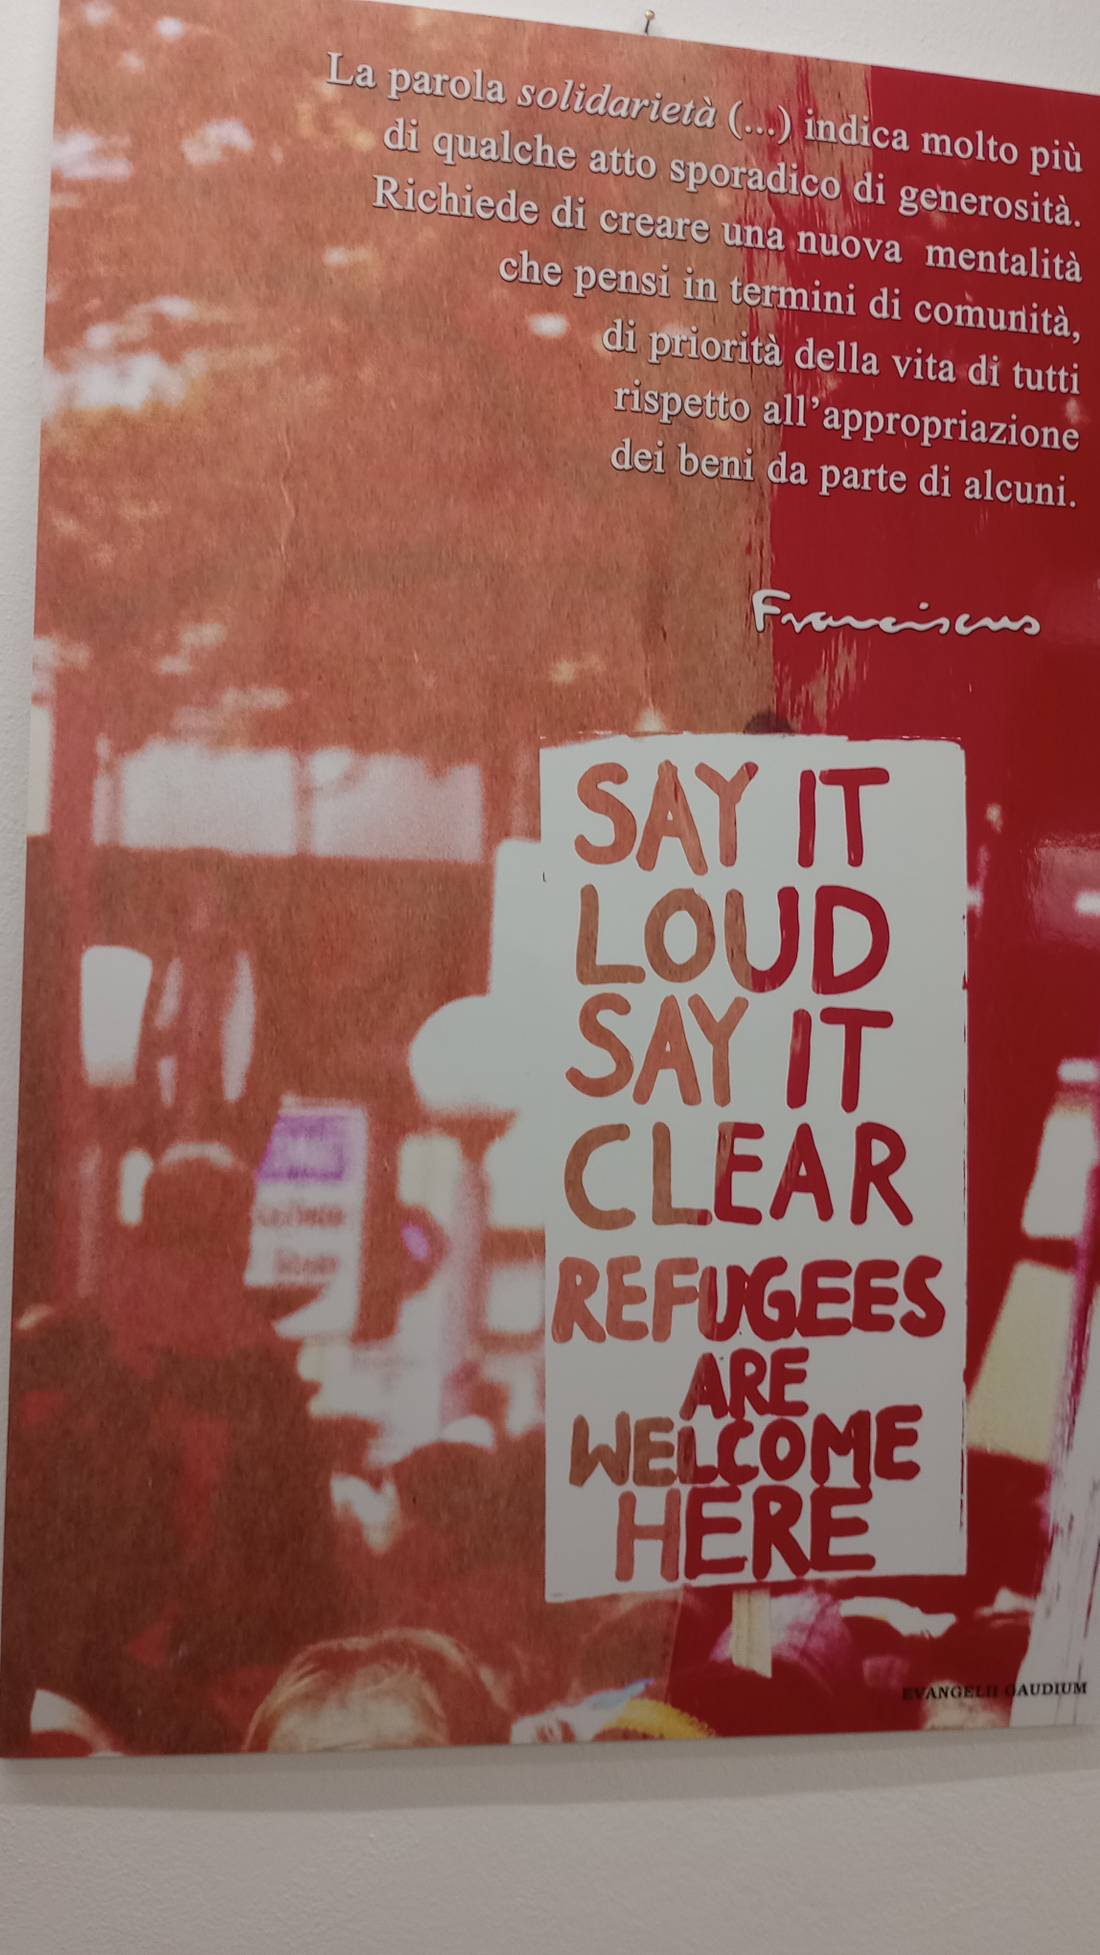 La parola solidarietà (...) indica molto più
di qualche atto sporadico di generosità.
Richiede di creare una nuova mentalità
che pensi in termini di comunità,
di priorità della vita di tutti
rispetto all’appropriazione
dei beni da parte di alcuni.
Franciscus
SAY IT
LOUD
SAY IT
CLEAR
REFUGEES
ARE
WELCOME
HERE
EVANGELII GAUDIUM